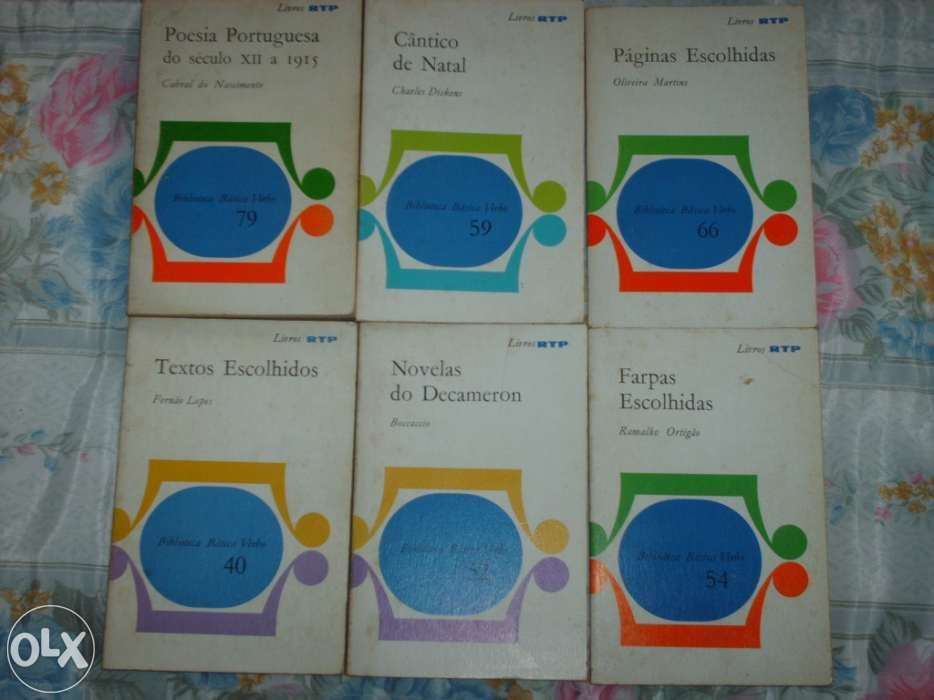 Livros RTP
Poesia Portuguesa
do século XII a 1915
Cabral do Nascimento
Biblioteca Básica Verbo
79
Livros RTP
Cântico
de Natal
Charles Dickens
Biblioteca Básica Verbo
59
Livros RTP
Páginas Escolhidas
Oliveira Martins
Biblioteca Básica Verbo
66
Livros RTP
Textos Escolhidos
Fernão Lopes
Biblioteca Básica Verbo
40
Livros RTP
Novelas
do Decameron
Boccaccio
Biblioteca Básica Verbo
Livros RTP
Farpas
Escolhidas
Ramalho Ortigão
Biblioteca Básica Verbo
54
OLX